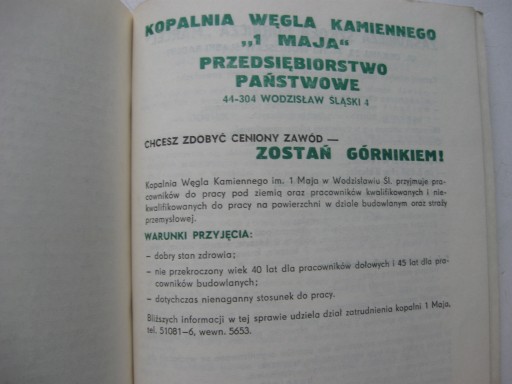 KOPALNIA WĘGLA KAMIENNEGO
„1 MAJA"
PRZEDSIĘBIORSTWO
PAŃSTWOWE
44-304 WODZISŁAW ŚLĄSKI 4
CHCESZ ZDOBYĆ CENIONY ZAWÓD —
ZOSTAŃ GÓRNIKIEM!
Kopalnia Węgla Kamiennego im. 1 Maja w Wodzisławiu Śl. przyjmuje pra-
cowników do pracy pod ziemią oraz pracowników kwalifikowanych i nie-
kwalifikowanych do pracy na powierzchni w dziale budowlanym oraz straży
przemysłowej.
WARUNKI PRZYJĘCIA:
– dobry stan zdrowia;
– nie przekroczony wiek 40 lat dla pracowników dołowych i 45 lat dla pra-
cowników budowlanych;
– dotychczas nienaganny stosunek do pracy.
Bliższych informacji w tej sprawie udziela dział zatrudnienia kopalni 1 Maja,
tel. 51081–6, wewn. 5653.